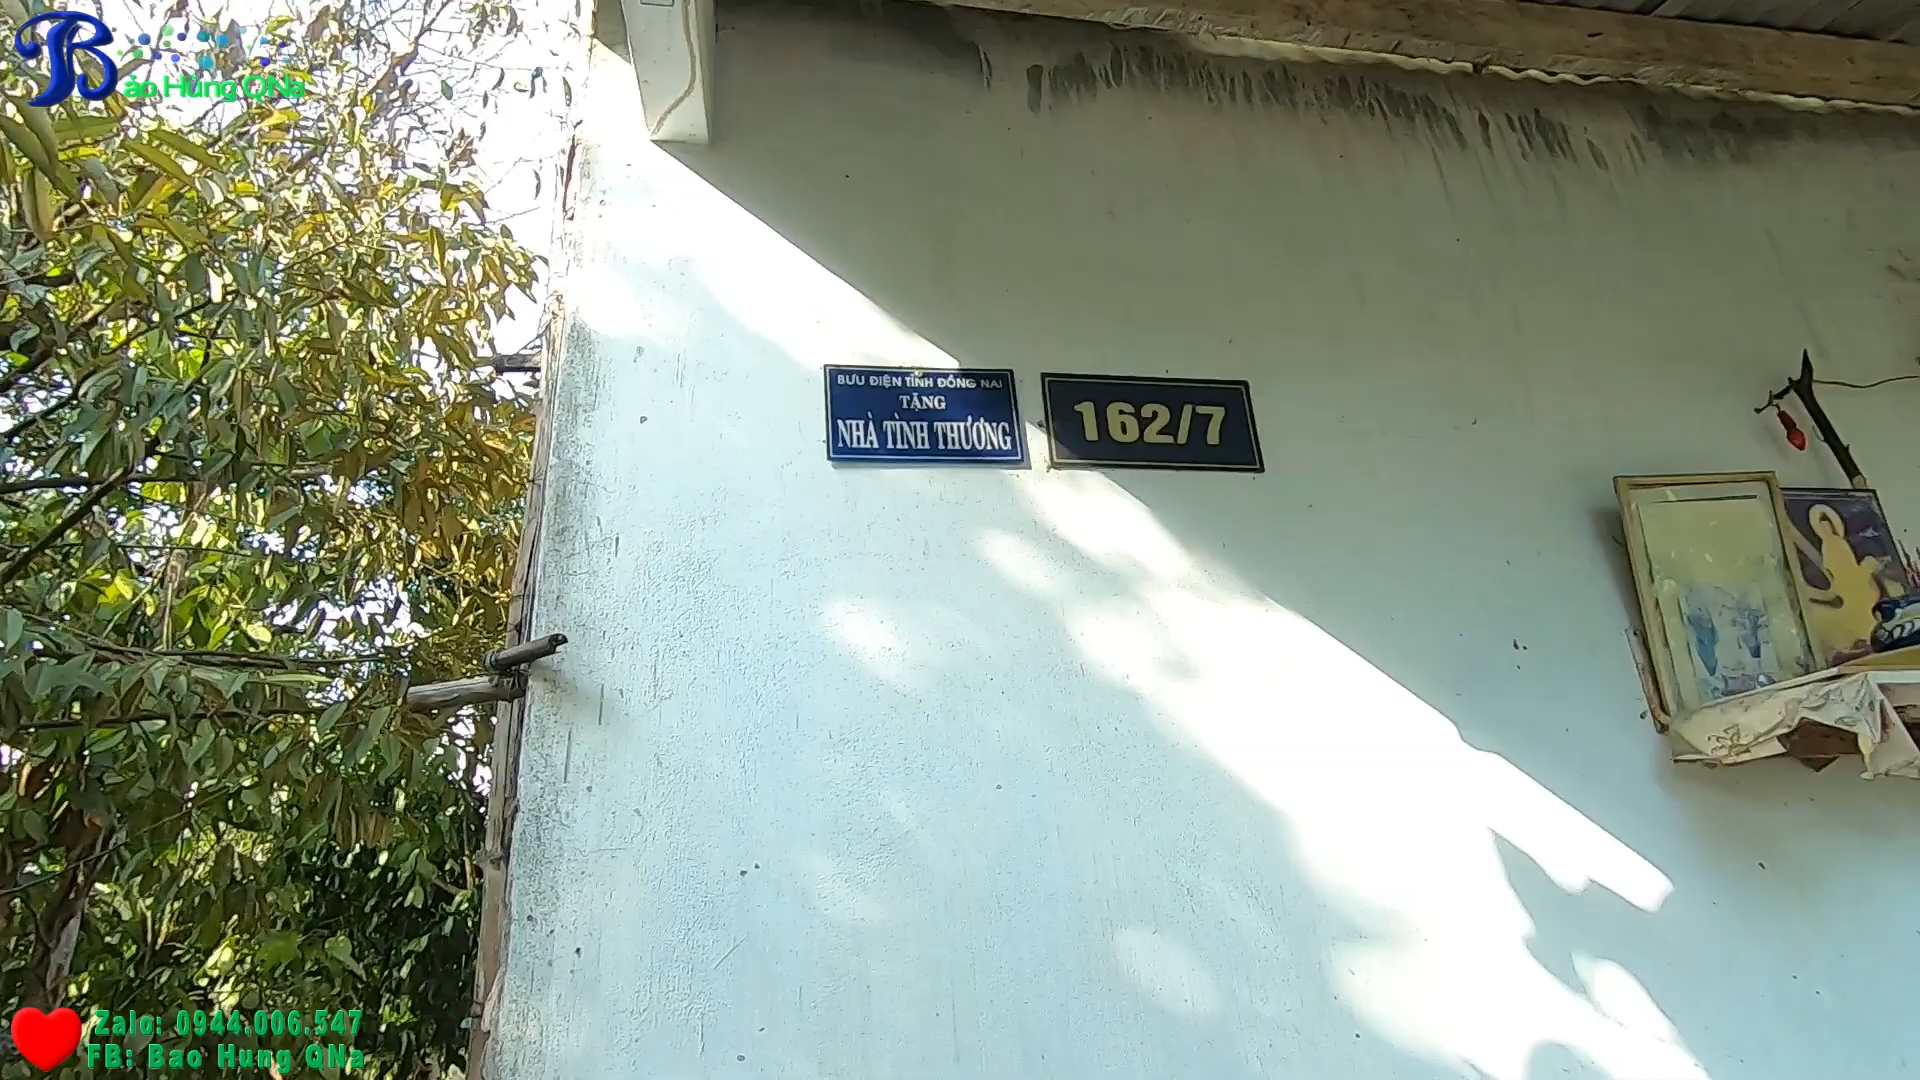 Bảo Hùng QNa
BƯU ĐIỆN TỈNH ĐỒNG NAI
TẶNG
NHÀ TÌNH THƯƠNG
162/7
Zalo: 0944.006.547
FB: Bao Hung QNa